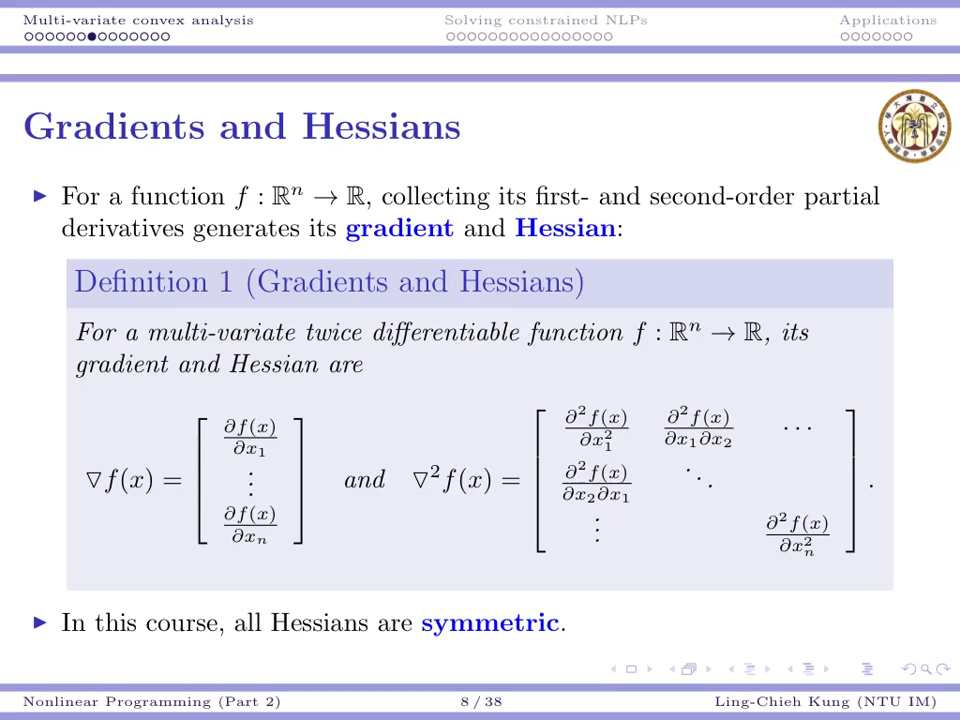 Multi-variate convex analysis Solving constrained NLPs Applications
Gradients and Hessians
▶ For a function f : ℝⁿ → ℝ, collecting its first- and second-order partial
derivatives generates its gradient and Hessian:
Definition 1 (Gradients and Hessians)
For a multi-variate twice differentiable function f : ℝⁿ → ℝ, its
gradient and Hessian are
▽f(x) = [ ∂f(x)/∂x₁ ⋮ ∂f(x)/∂xₙ ] and ▽²f(x) = [ ∂²f(x)/∂x₁² ∂²f(x)/∂x₁∂x₂ ⋯ ∂²f(x)/∂x₂∂x₁ ⋱ ⋮ ∂²f(x)/∂xₙ² ].
▶ In this course, all Hessians are symmetric.
Nonlinear Programming (Part 2) 8 / 38 Ling-Chieh Kung (NTU IM)